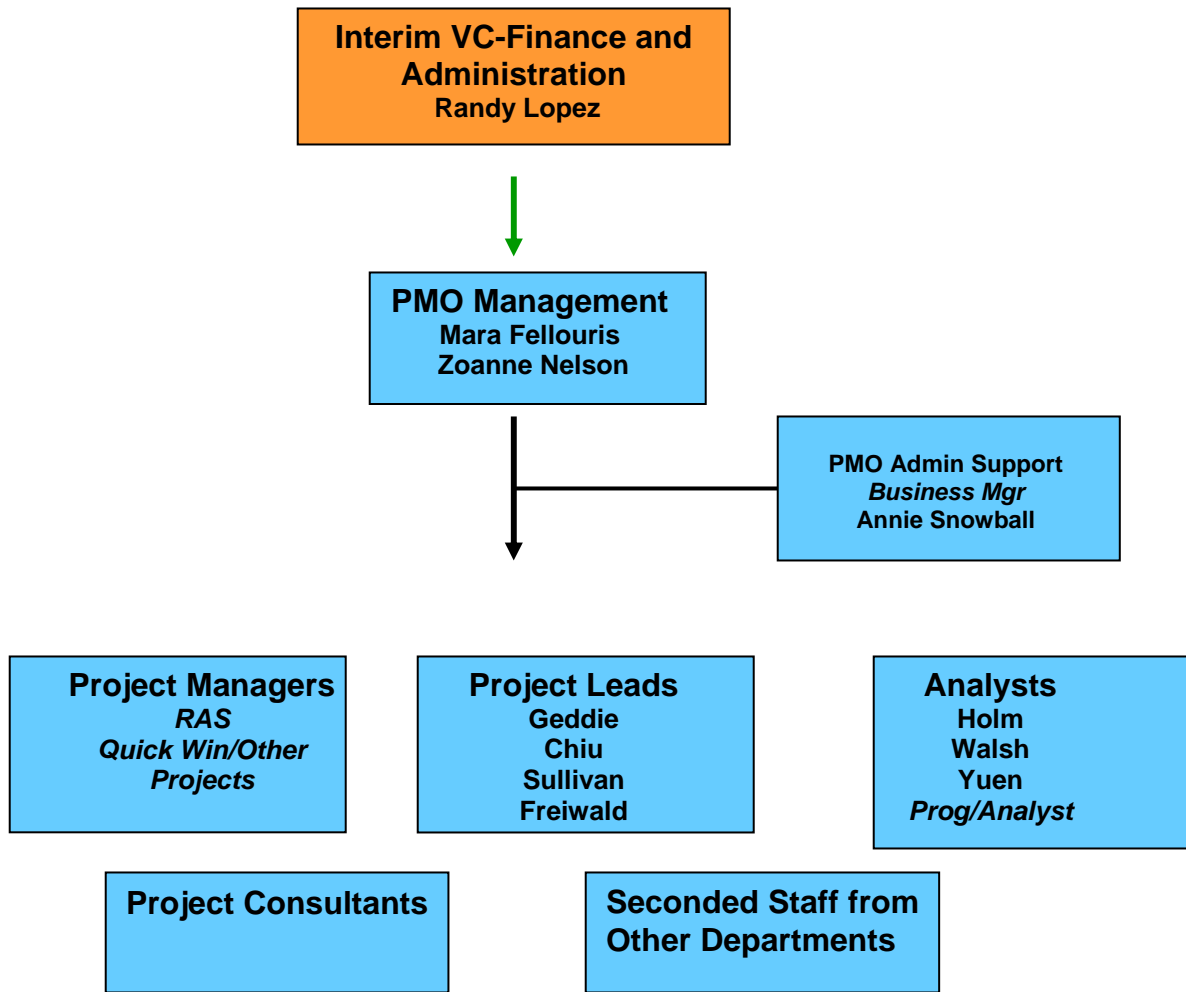 Interim VC-Finance and
Administration
Randy Lopez
PMO Management
Mara Fellouris
Zoanne Nelson
PMO Admin Support
Business Mgr
Annie Snowball
Project Managers
RAS
Quick Win/Other
Projects
Project Leads
Geddie
Chiu
Sullivan
Freiwald
Analysts
Holm
Walsh
Yuen
Prog/Analyst
Project Consultants
Seconded Staff from
Other Departments